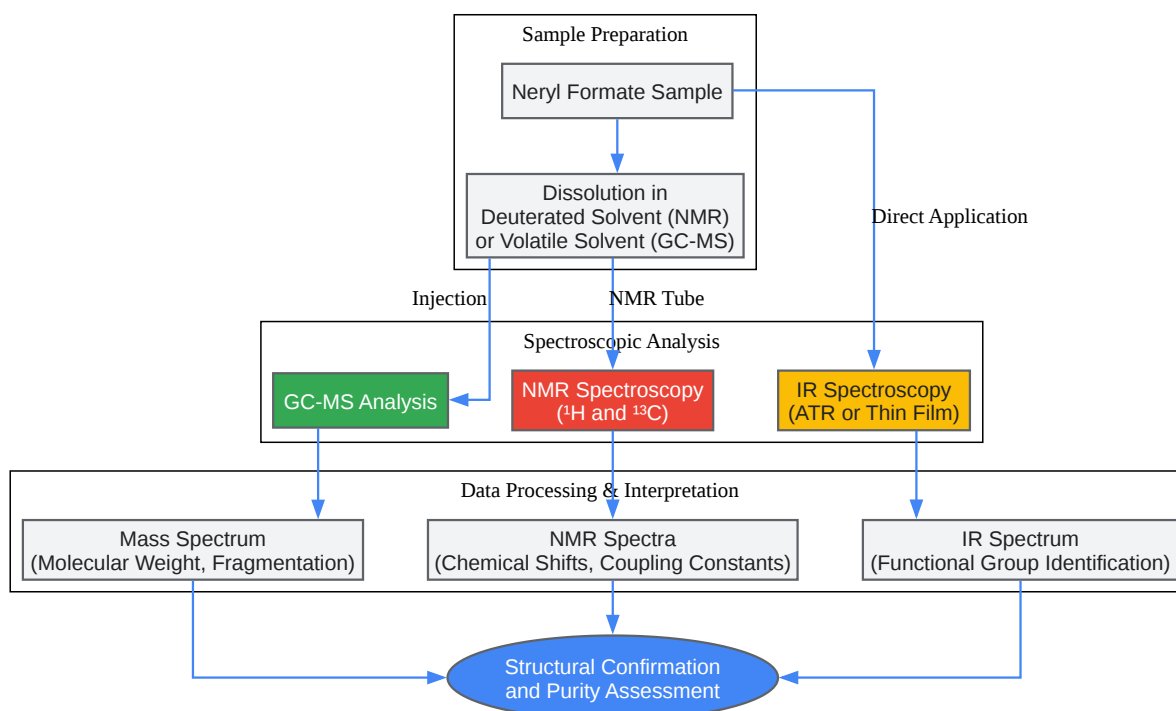 Sample Preparation
Neryl Formate Sample
Dissolution in
Deuterated Solvent (NMR)
or Volatile Solvent (GC-MS)
Direct Application
Injection
NMR Tube
Spectroscopic Analysis
GC-MS Analysis
NMR Spectroscopy
(¹H and ¹³C)
IR Spectroscopy
(ATR or Thin Film)
Data Processing & Interpretation
Mass Spectrum
(Molecular Weight, Fragmentation)
NMR Spectra
(Chemical Shifts, Coupling Constants)
IR Spectrum
(Functional Group Identification)
Structural Confirmation
and Purity Assessment